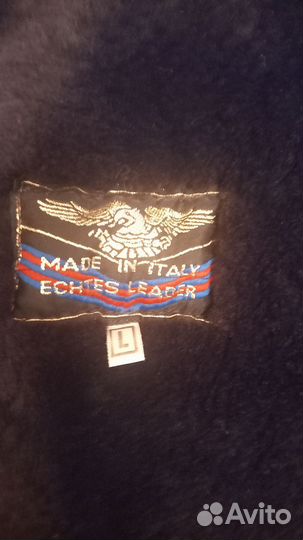 MADE IN ITALY
ECHTES LEADER
L
Avito